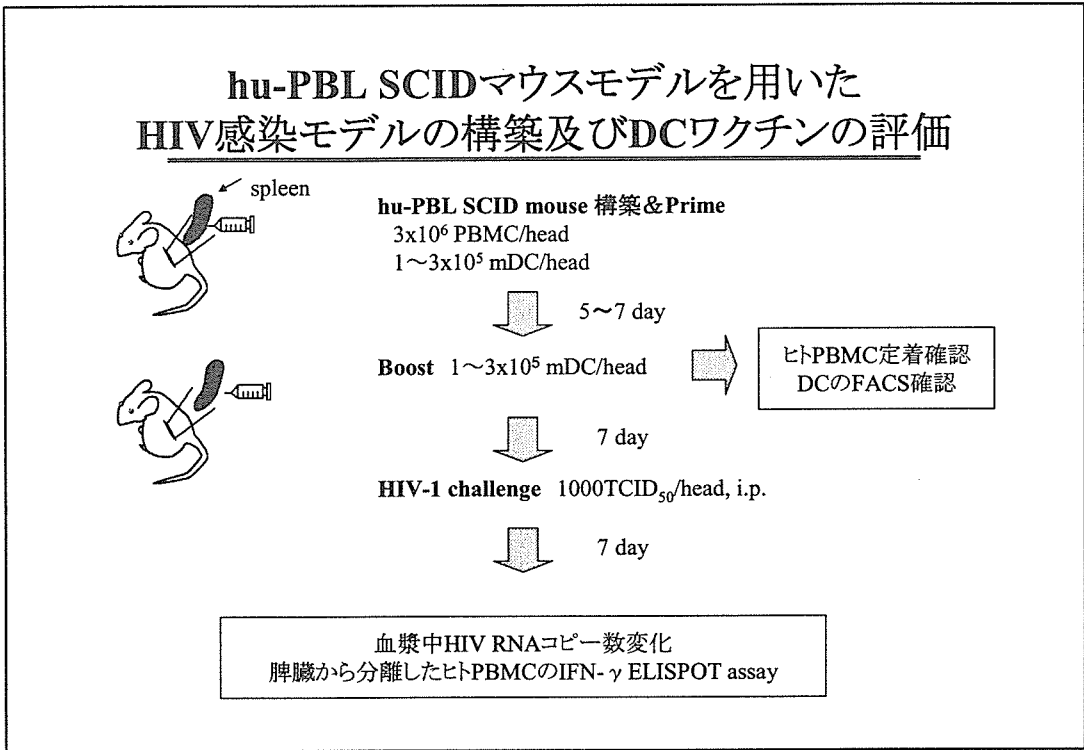 hu-PBL SCIDマウスモデルを用いた
HIV感染モデルの構築及びDCワクチンの評価
spleen
hu-PBL SCID mouse 構築&Prime
3x10⁶ PBMC/head
1~3x10⁵ mDC/head
5~7 day
Boost 1~3x10⁵ mDC/head
ヒトPBMC定着確認
DCのFACS確認
7 day
HIV-1 challenge 1000TCID₅₀/head, i.p.
7 day
血漿中HIV RNAコピー数変化
脾臓から分離したヒトPBMCのIFN-γ ELISPOT assay